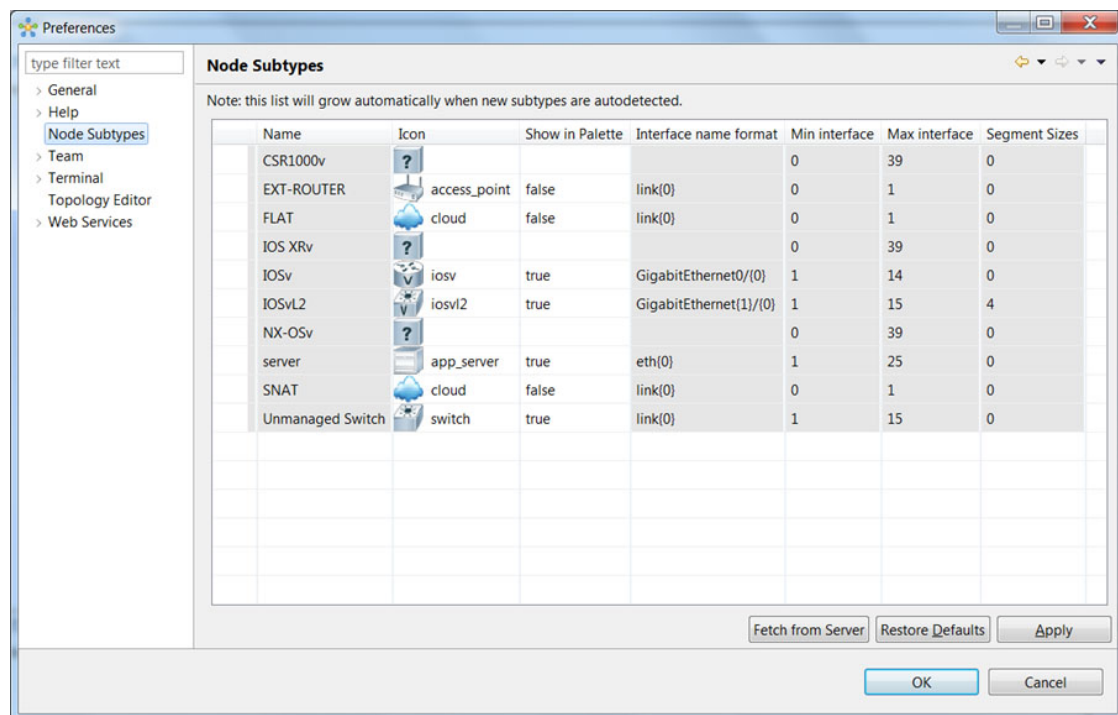 Preferences
type filter text
General
Help
Node Subtypes
Team
Terminal
Topology Editor
Web Services
Node Subtypes
Note: this list will grow automatically when new subtypes are autodetected.
Name Icon Show in Palette Interface name format Min interface Max interface Segment Sizes
CSR1000v ? 0 39 0
EXT-ROUTER access_point false link{0} 0 1 0
FLAT cloud false link{0} 0 1 0
IOS XRv ? 0 39 0
IOSv V iosv true GigabitEthernet0/{0} 1 14 0
IOSvL2 V iosvl2 true GigabitEthernet{1}/{0} 1 15 4
NX-OSv ? 0 39 0
server app_server true eth{0} 1 25 0
SNAT cloud false link{0} 0 1 0
Unmanaged Switch switch true link{0} 1 15 0
Fetch from Server Restore Defaults Apply
OK Cancel